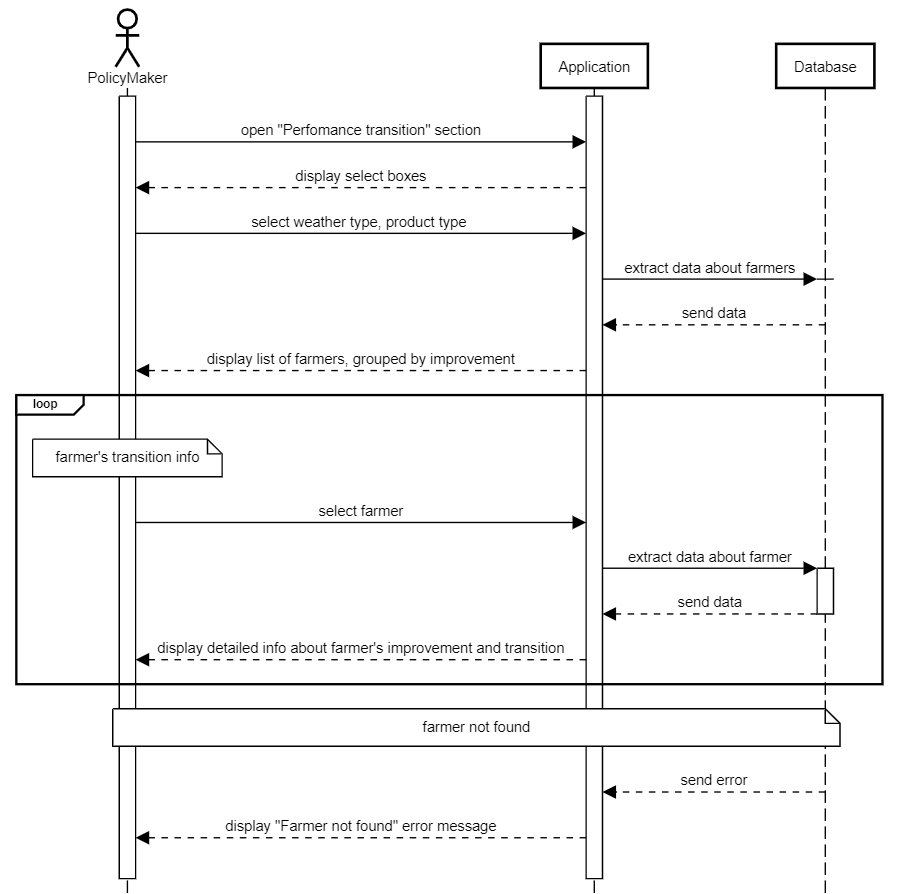 PolicyMaker
Application
Database
open "Perfomance transition" section
display select boxes
select weather type, product type
extract data about farmers
send data
display list of farmers, grouped by improvement
loop
farmer's transition info
select farmer
extract data about farmer
send data
display detailed info about farmer's improvement and transition
farmer not found
send error
display "Farmer not found" error message